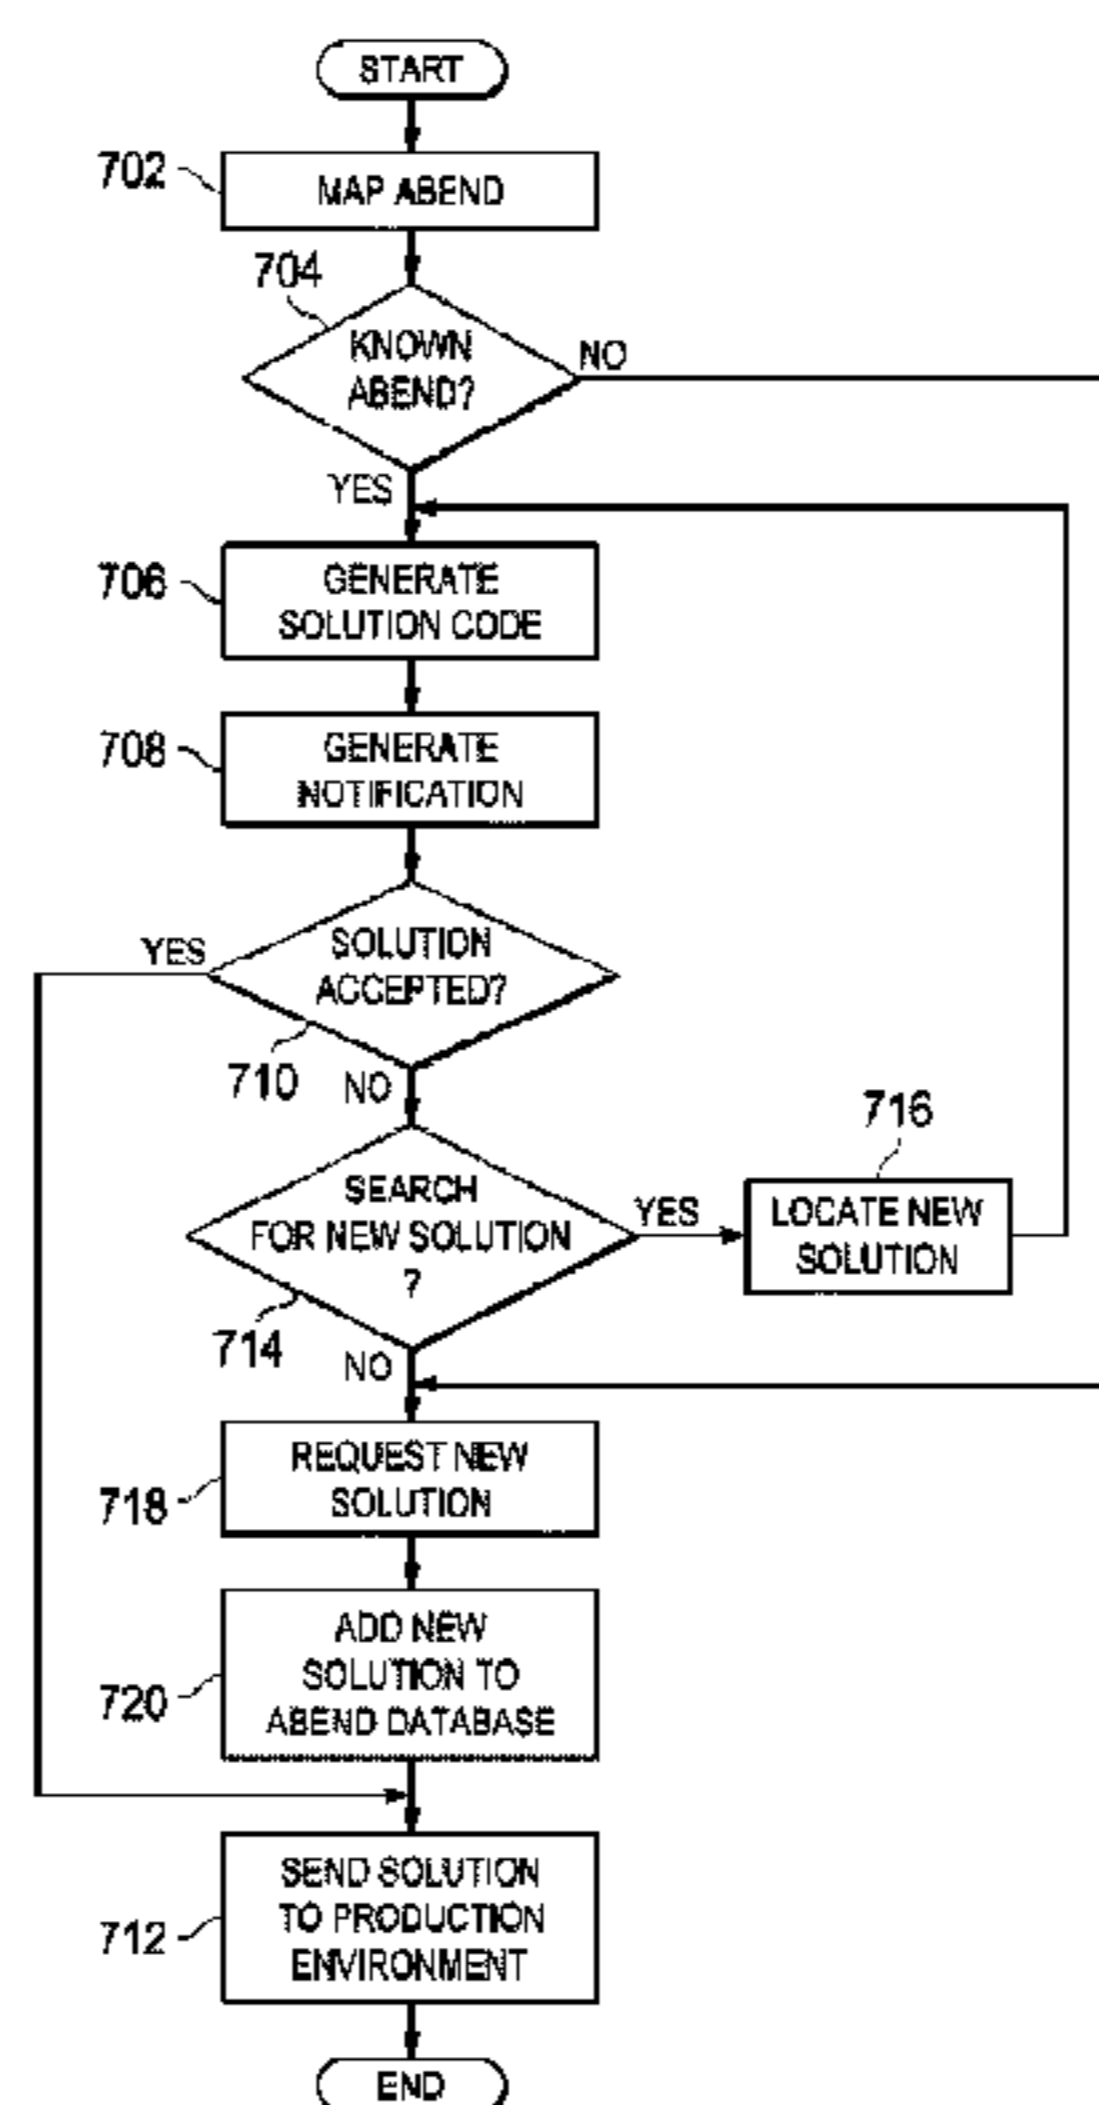 START
702
MAP ABEND
704
KNOWN
ABEND?
NO
YES
706
GENERATE
SOLUTION CODE
708
GENERATE
NOTIFICATION
YES
SOLUTION
ACCEPTED?
710
NO
716
SEARCH
FOR NEW SOLUTION
?
YES
LOCATE NEW
SOLUTION
714
NO
REQUEST NEW
SOLUTION
718
ADD NEW
SOLUTION TO
ABEND DATABASE
720
SEND SOLUTION
TO PRODUCTION
ENVIRONMENT
712
END